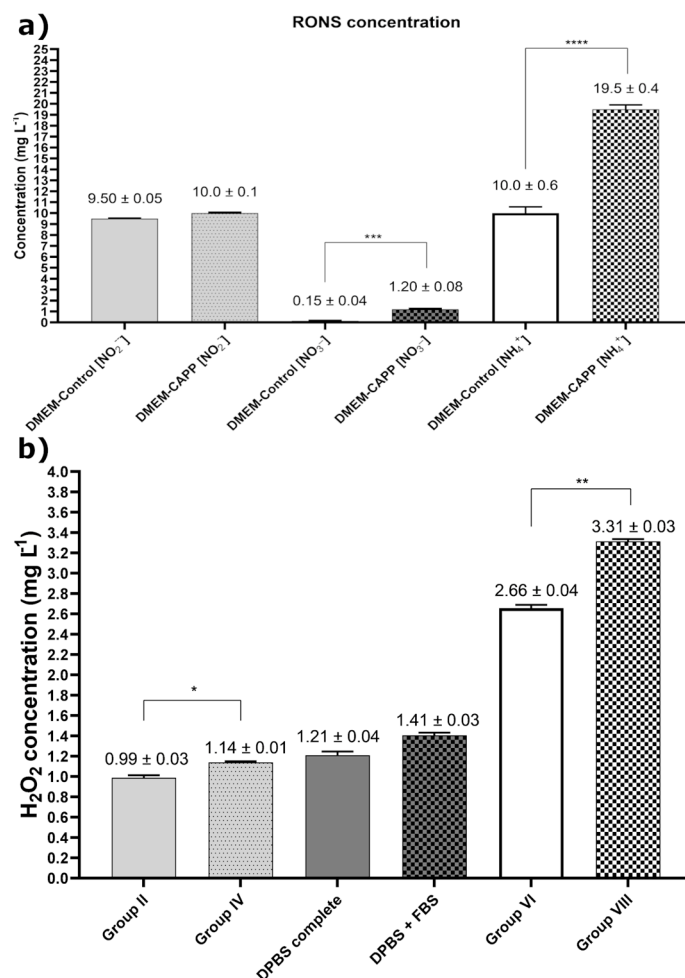 a)
RONS concentration
Concentration (mg L⁻¹)
25
24
23
22
21
20
19
18
17
16
15
14
13
12
11
10
9
8
7
6
5
4
3
2
1
0
9.50 ± 0.05
10.0 ± 0.1
0.15 ± 0.04
***
1.20 ± 0.08
10.0 ± 0.6
****
19.5 ± 0.4
DMEM-Control [NO₂⁻]
DMEM-CAPP [NO₂⁻]
DMEM-Control [NO₃⁻]
DMEM-CAPP [NO₃⁻]
DMEM-Control [NH₄⁺]
DMEM-CAPP [NH₄⁺]
b)
H₂O₂ concentration (mg L⁻¹)
4.0
3.8
3.6
3.4
3.2
3.0
2.8
2.6
2.4
2.2
2.0
1.8
1.6
1.4
1.2
1.0
0.8
0.6
0.4
0.2
0.0
0.99 ± 0.03
*
1.14 ± 0.01
1.21 ± 0.04
1.41 ± 0.03
2.66 ± 0.04
**
3.31 ± 0.03
Group II
Group IV
DPBS complete
DPBS + FBS
Group VI
Group VIII